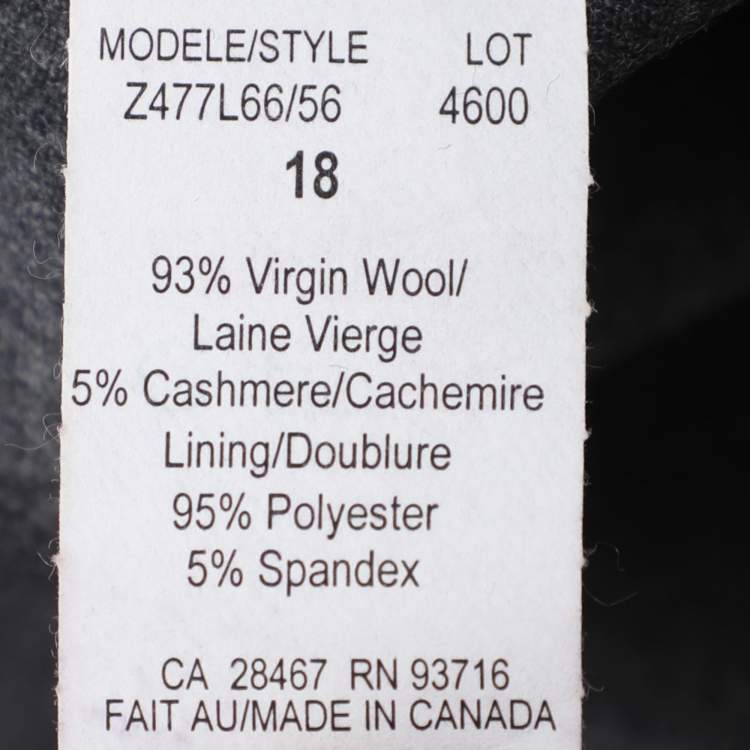 MODELE/STYLE LOT
Z477L66/56 4600
18
93% Virgin Wool/
Laine Vierge
5% Cashmere/Cachemire
Lining/Doublure
95% Polyester
5% Spandex
CA 28467 RN 93716
FAIT AU/MADE IN CANADA